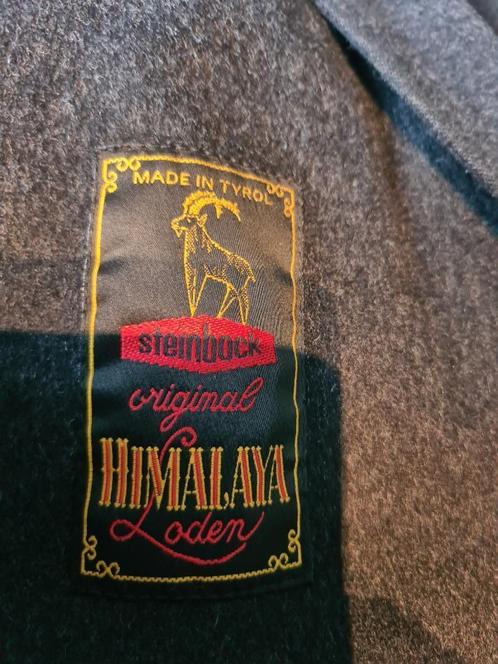 MADE IN TYROL
steinbock
original
HIMALAYA
Loden